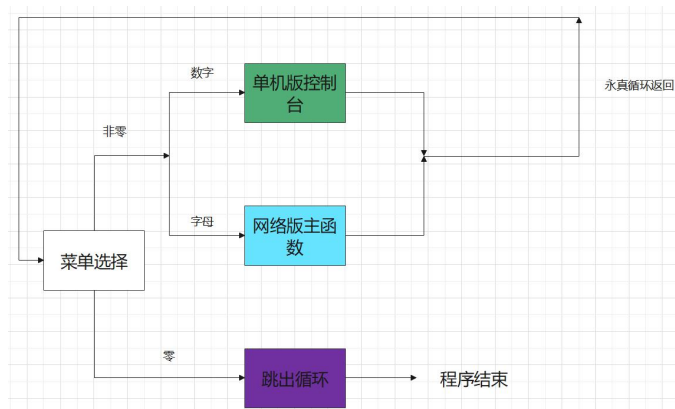 数字
单机版控制
台
永真循环返回
非零
字母
网络版主函
数
菜单选择
零
跳出循环
程序结束